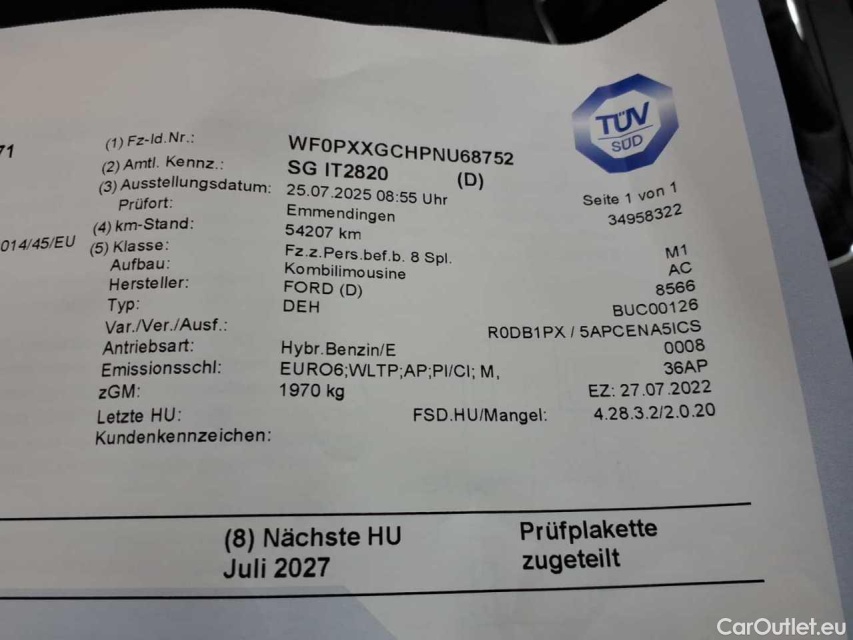 TÜV
SÜD
71
(1) Fz-Id.Nr.: WF0PXXGCHPNU68752
(2) Amtl. Kennz.: SG IT2820 (D)
Seite 1 von 1
(3) Ausstellungsdatum: 25.07.2025 08:55 Uhr
34958322
Prüfort: Emmendingen
(4) km-Stand: 54207 km
014/45/EU
(5) Klasse: Fz.z.Pers.bef.b. 8 Spl. M1
Aufbau: Kombilimousine AC
Hersteller: FORD (D) 8566
Typ: DEH BUC00126
Var./Ver./Ausf.: R0DB1PX / 5APCENA5ICS
Antriebsart: Hybr.Benzin/E 0008
Emissionsschl: EURO6;WLTP;AP;PI/CI; M, 36AP
zGM: 1970 kg EZ: 27.07.2022
Letzte HU: FSD.HU/Mangel: 4.28.3.2/2.0.20
Kundenkennzeichen:
(8) Nächste HU Prüfplakette
Juli 2027 zugeteilt
CarOutlet.eu